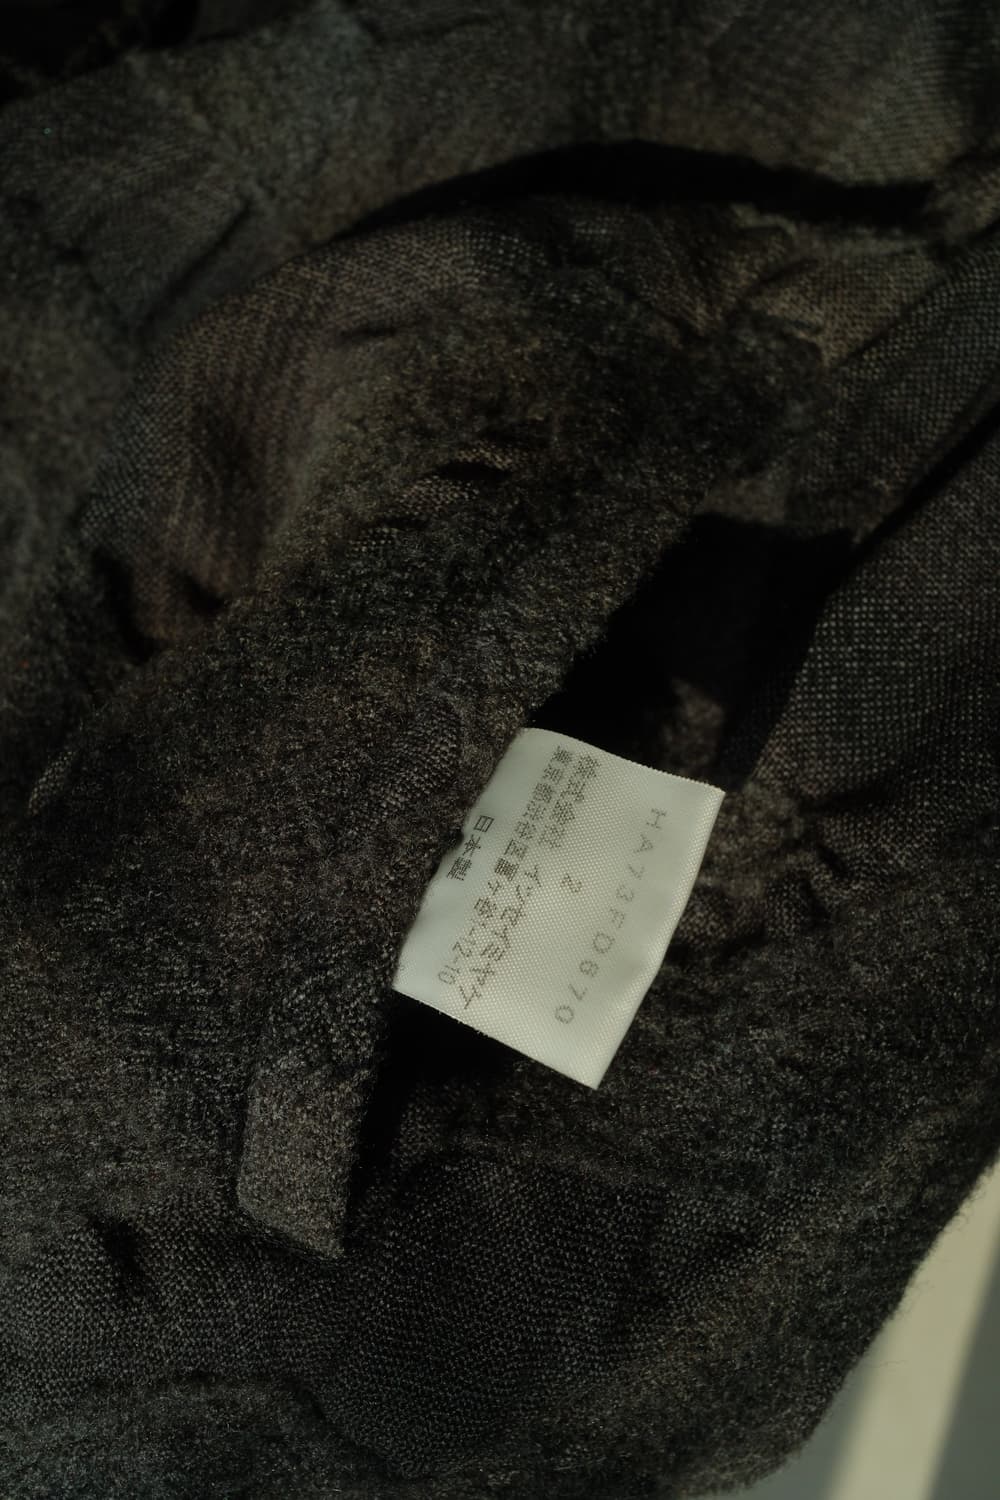 HA73FD670
2
株式会社 イッセイミヤケ
東京都渋谷区富ヶ谷1-12-10
日本製